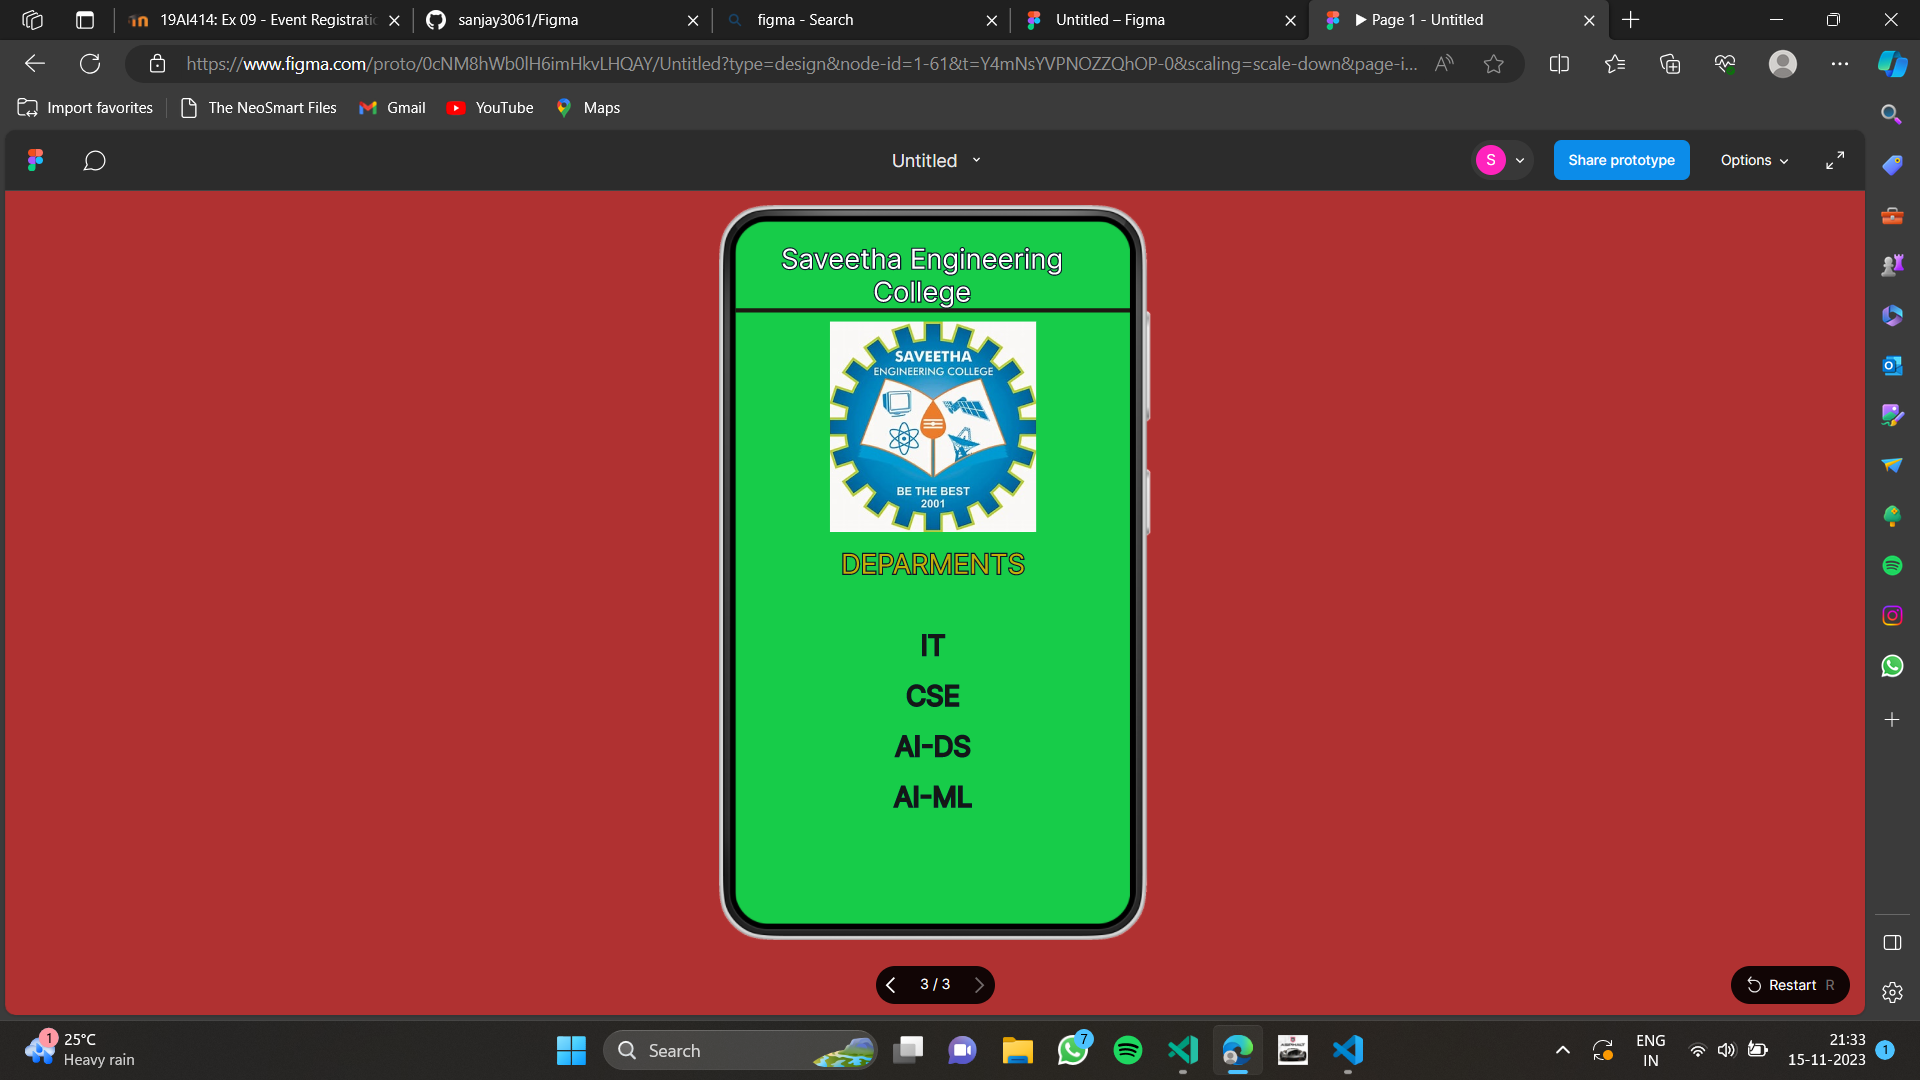 19AI414: Ex 09 - Event Registratic
sanjay3061/Figma
figma - Search
Untitled – Figma
▶ Page 1 - Untitled
https://www.figma.com/proto/0cNM8hWb0lH6imHkvLHQAY/Untitled?type=design&node-id=1-61&t=Y4mNsYVPNOZZQhOP-0&scaling=scale-down&page-i...
Import favorites
The NeoSmart Files
Gmail
YouTube
Maps
Untitled
S
Share prototype
Options
Saveetha Engineering
College
SAVEETHA
ENGINEERING COLLEGE
BE THE BEST
2001
DEPARMENTS
IT
CSE
AI-DS
AI-ML
3 / 3
Restart R
1
25°C
Heavy rain
Search
7
ENG
IN
21:33
15-11-2023
1